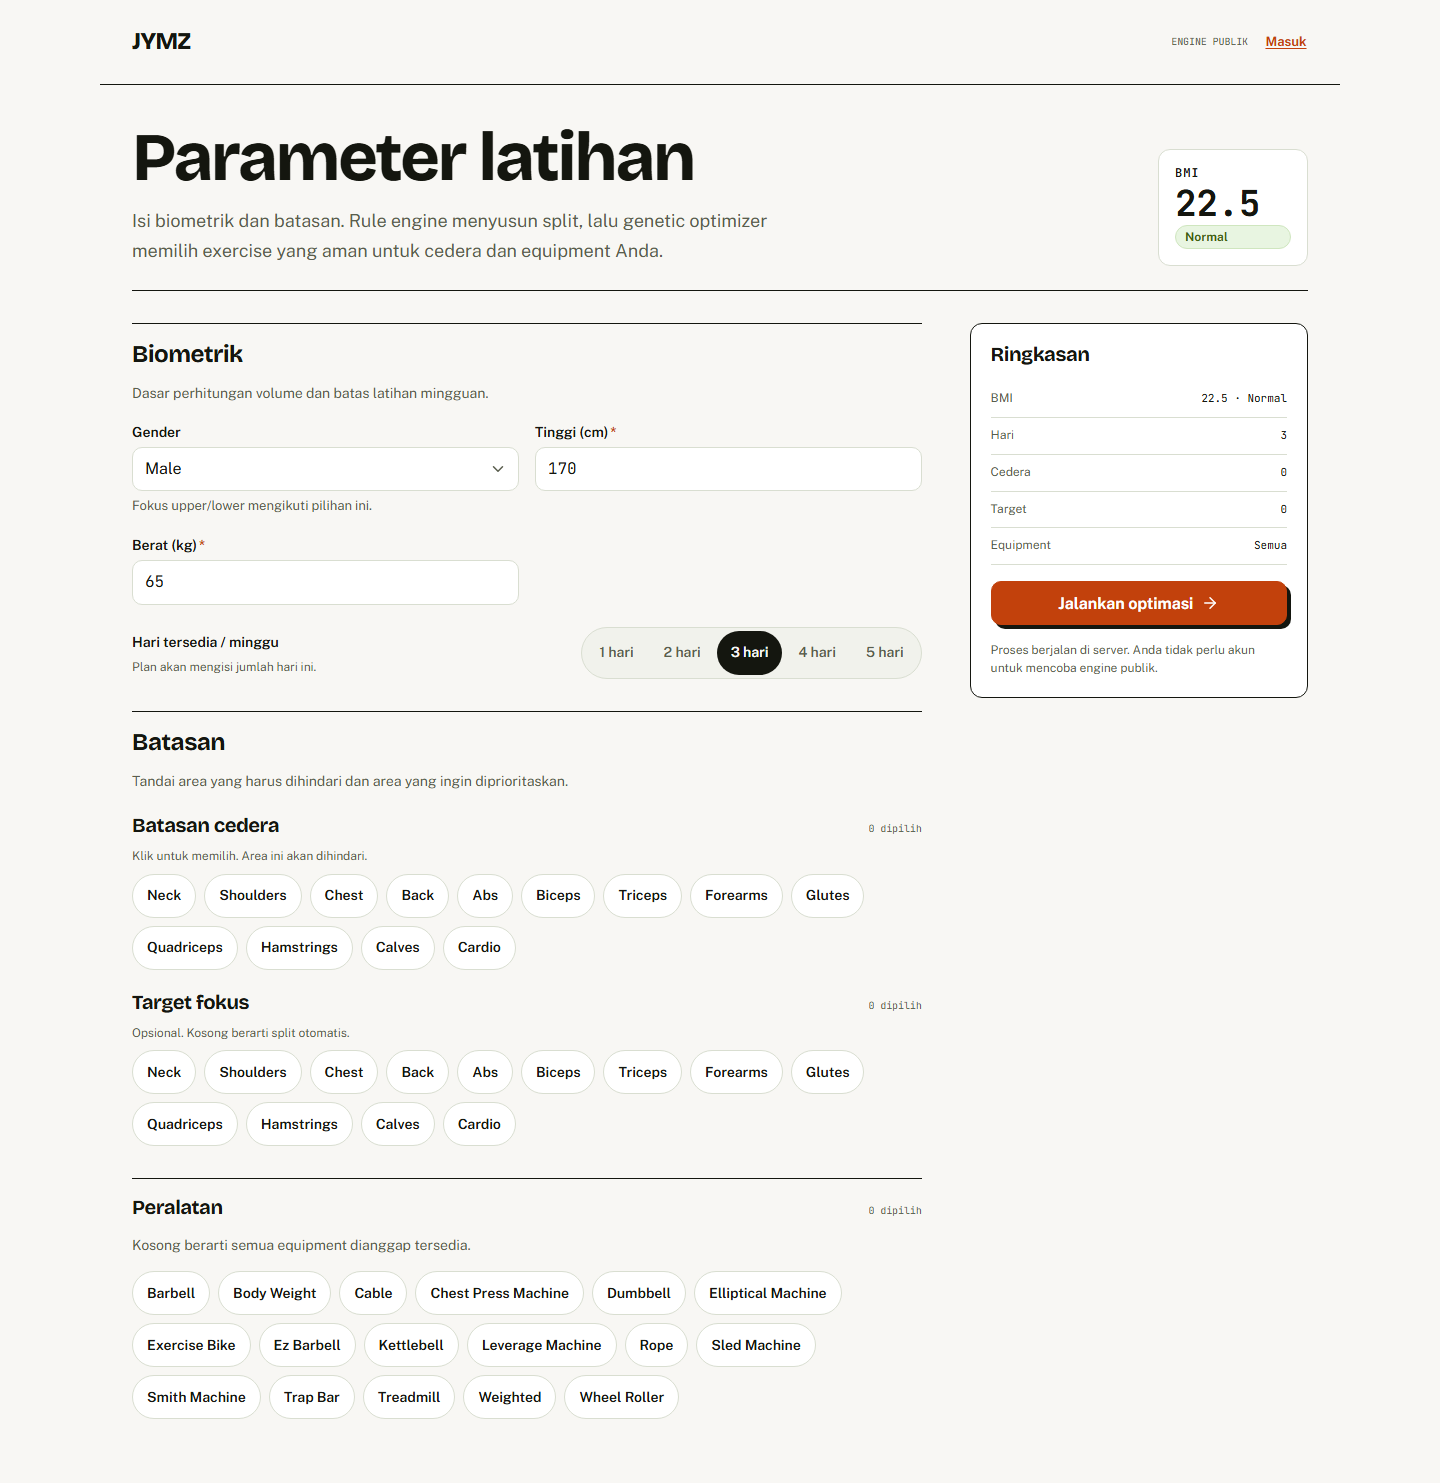 JYMZ
ENGINE PUBLIK
Masuk
Parameter latihan
Isi biometrik dan batasan. Rule engine menyusun split, lalu genetic optimizer
memilih exercise yang aman untuk cedera dan equipment Anda.
BMI
22.5
Normal
Biometrik
Dasar perhitungan volume dan batas latihan mingguan.
Gender
Tinggi (cm) *
Male
170
Fokus upper/lower mengikuti pilihan ini.
Berat (kg) *
65
Hari tersedia / minggu
Plan akan mengisi jumlah hari ini.
1 hari
2 hari
3 hari
4 hari
5 hari
Ringkasan
BMI
22.5 · Normal
Hari
3
Cedera
0
Target
0
Equipment
Semua
Jalankan optimasi →
Proses berjalan di server. Anda tidak perlu akun
untuk mencoba engine publik.
Batasan
Tandai area yang harus dihindari dan area yang ingin diprioritaskan.
Batasan cedera
0 dipilih
Klik untuk memilih. Area ini akan dihindari.
Neck
Shoulders
Chest
Back
Abs
Biceps
Triceps
Forearms
Glutes
Quadriceps
Hamstrings
Calves
Cardio
Target fokus
0 dipilih
Opsional. Kosong berarti split otomatis.
Neck
Shoulders
Chest
Back
Abs
Biceps
Triceps
Forearms
Glutes
Quadriceps
Hamstrings
Calves
Cardio
Peralatan
0 dipilih
Kosong berarti semua equipment dianggap tersedia.
Barbell
Body Weight
Cable
Chest Press Machine
Dumbbell
Elliptical Machine
Exercise Bike
Ez Barbell
Kettlebell
Leverage Machine
Rope
Sled Machine
Smith Machine
Trap Bar
Treadmill
Weighted
Wheel Roller